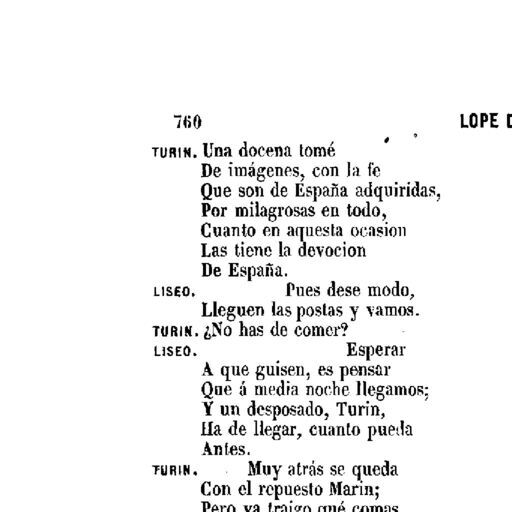 760
LOPE D
TURIN. Una docena tomé
De imágenes, con la fe
Que son de España adquiridas,
Por milagrosas en todo,
Cuanto en aquesta ocasion
Las tiene la devocion
De España.
LISEO. Pues dese modo,
Lleguen las postas y vamos.
TURIN. ¿No has de comer?
LISEO. Esperar
A que guisen, es pensar
Que á media noche llegamos;
Y un desposado, Turin,
Ha de llegar, cuanto pueda
Antes.
TURIN. Muy atrás se queda
Con el repuesto Marin;
Pero ya traigo qué comas